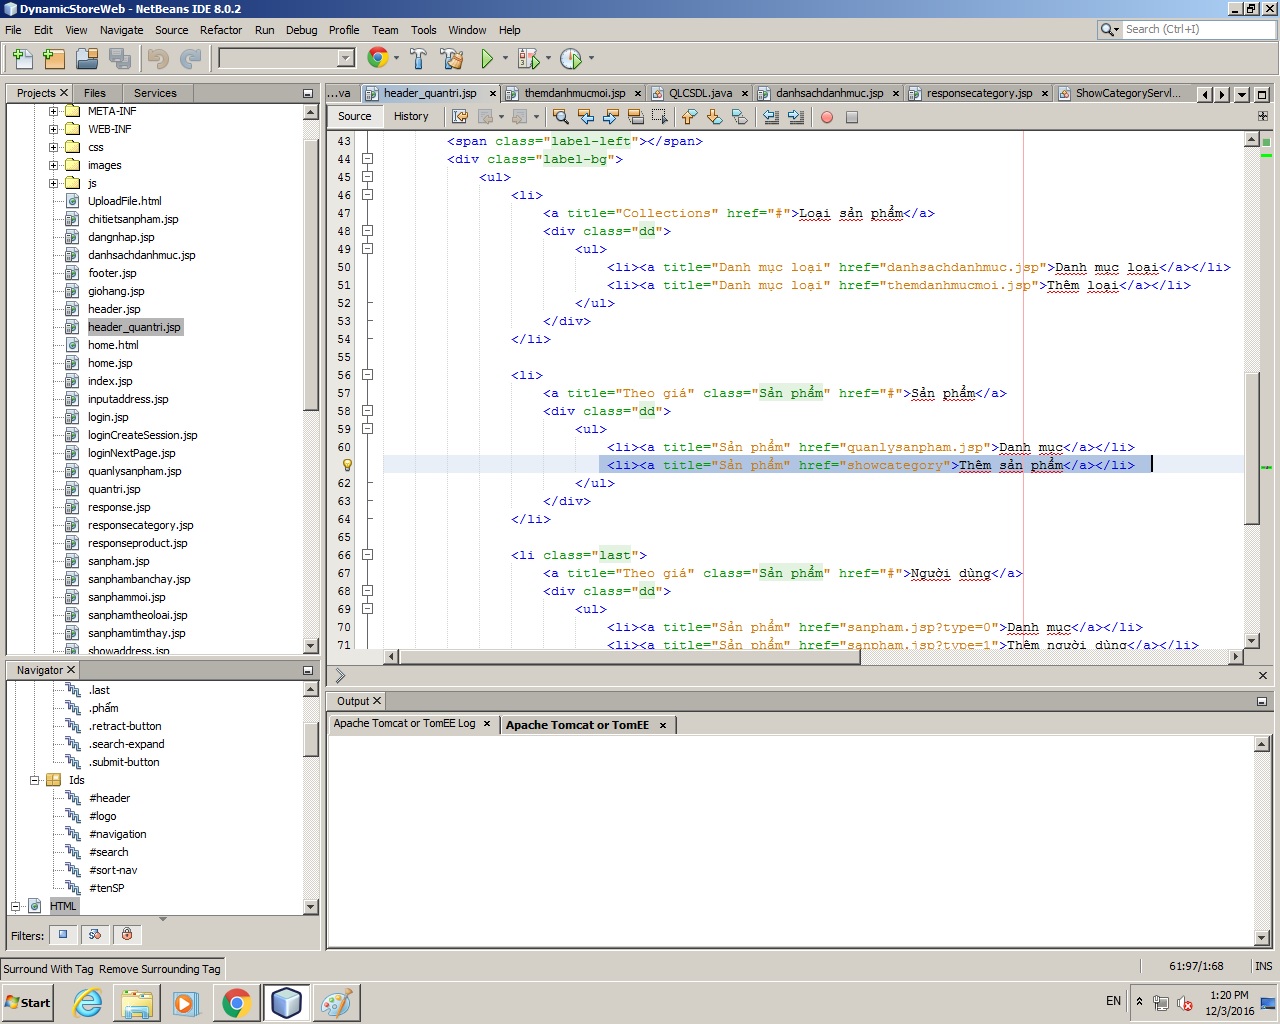 DynamicStoreWeb - NetBeans IDE 8.0.2
File Edit View Navigate Source Refactor Run Debug Profile Team Tools Window Help
Search (Ctrl+I)
Projects Files Services
...va header_quantri.jsp themdanhmucmoi.jsp QLCSDL.java danhsachdanhmuc.jsp responsecategory.jsp ShowCategoryServl...
Source History
META-INF
WEB-INF
css
images
js
UploadFile.html
chitietsanpham.jsp
dangnhap.jsp
danhsachdanhmuc.jsp
footer.jsp
giohang.jsp
header.jsp
header_quantri.jsp
home.html
home.jsp
index.jsp
inputaddress.jsp
login.jsp
loginCreateSession.jsp
loginNextPage.jsp
quanlysanpham.jsp
quantri.jsp
response.jsp
responsecategory.jsp
responseproduct.jsp
sanpham.jsp
sanphambanchay.jsp
sanphammoi.jsp
sanphamtheoloai.jsp
sanphamtimthay.jsp
showaddress.jsp
43 <span class="label-left"></span>
44 <div class="label-bg">
45 <ul>
46 <li>
47 <a title="Collections" href="#">Loại sản phẩm</a>
48 <div class="dd">
49 <ul>
50 <li><a title="Danh mục loại" href="danhsachdanhmuc.jsp">Danh mục loại</a></li>
51 <li><a title="Danh mục loại" href="themdanhmucmoi.jsp">Thêm loại</a></li>
52 </ul>
53 </div>
54 </li>
55
56 <li>
57 <a title="Theo giá" class="Sản phẩm" href="#">Sản phẩm</a>
58 <div class="dd">
59 <ul>
60 <li><a title="Sản phẩm" href="quanlysanpham.jsp">Danh mục</a></li>
<li><a title="Sản phẩm" href="showcategory">Thêm sản phẩm</a></li>
62 </ul>
63 </div>
64 </li>
65
66 <li class="last">
67 <a title="Theo giá" class="Sản phẩm" href="#">Người dùng</a>
68 <div class="dd">
69 <ul>
70 <li><a title="Sản phẩm" href="sanpham.jsp?type=0">Danh mục</a></li>
71 <li><a title="Sản phẩm" href="sanpham.jsp?type=1">Thêm người dùng</a></li>
Navigator
.last
.phẩm
.retract-button
.search-expand
.submit-button
Ids
#header
#logo
#navigation
#search
#sort-nav
#tenSP
HTML
Filters:
Output
Apache Tomcat or TomEE Log Apache Tomcat or TomEE
Surround With Tag Remove Surrounding Tag
61:97/1:68 INS
Start
EN
1:20 PM
12/3/2016